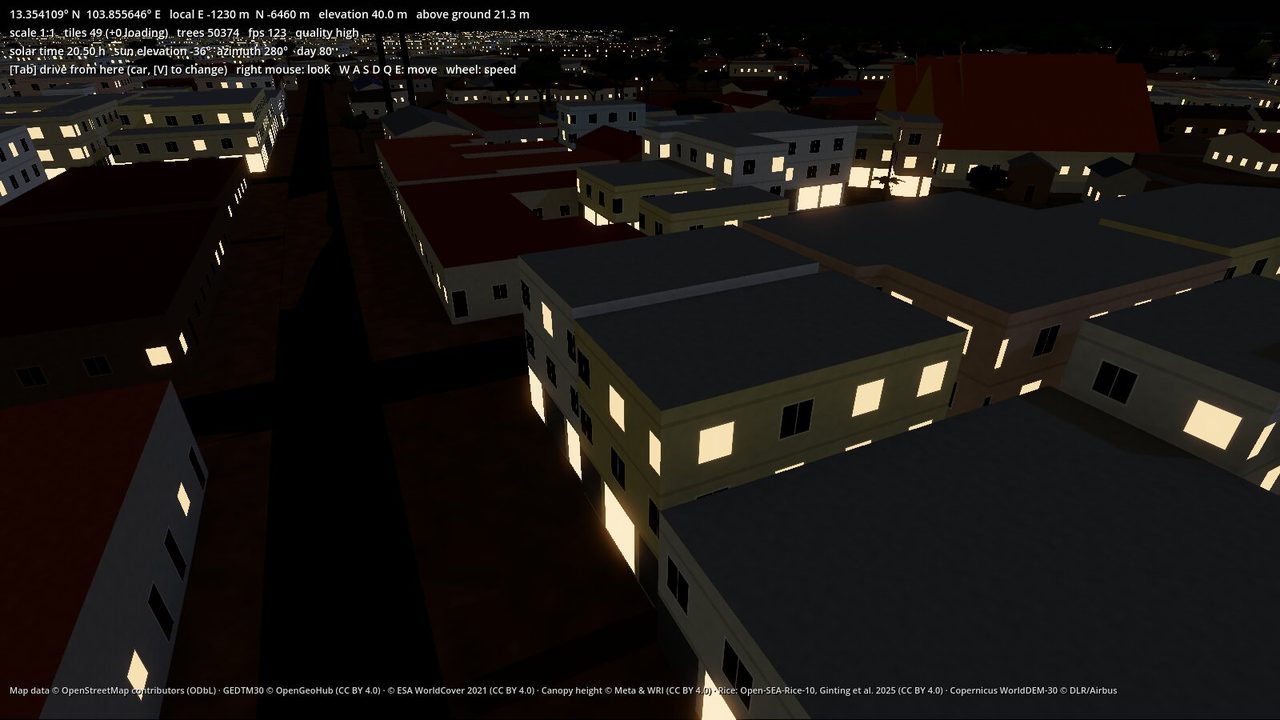 13.354109° N  103.855646° E   local E -1230 m  N -6460 m   elevation 40.0 m   above ground 21.3 m
scale 1:1   tiles 49 (+0 loading)   trees 50374   fps 123   quality high
solar time 20.50 h   sun elevation -36°  azimuth 280°   day 80
[Tab] drive from here (car, [V] to change)   right mouse: look   W A S D Q E: move   wheel: speed
Map data © OpenStreetMap contributors (ODbL) · GEDTM30 © OpenGeoHub (CC BY 4.0) · © ESA WorldCover 2021 (CC BY 4.0) · Canopy height © Meta & WRI (CC BY 4.0) · Rice: Open-SEA-Rice-10, Ginting et al. 2025 (CC BY 4.0) · Copernicus WorldDEM-30 © DLR/Airbus